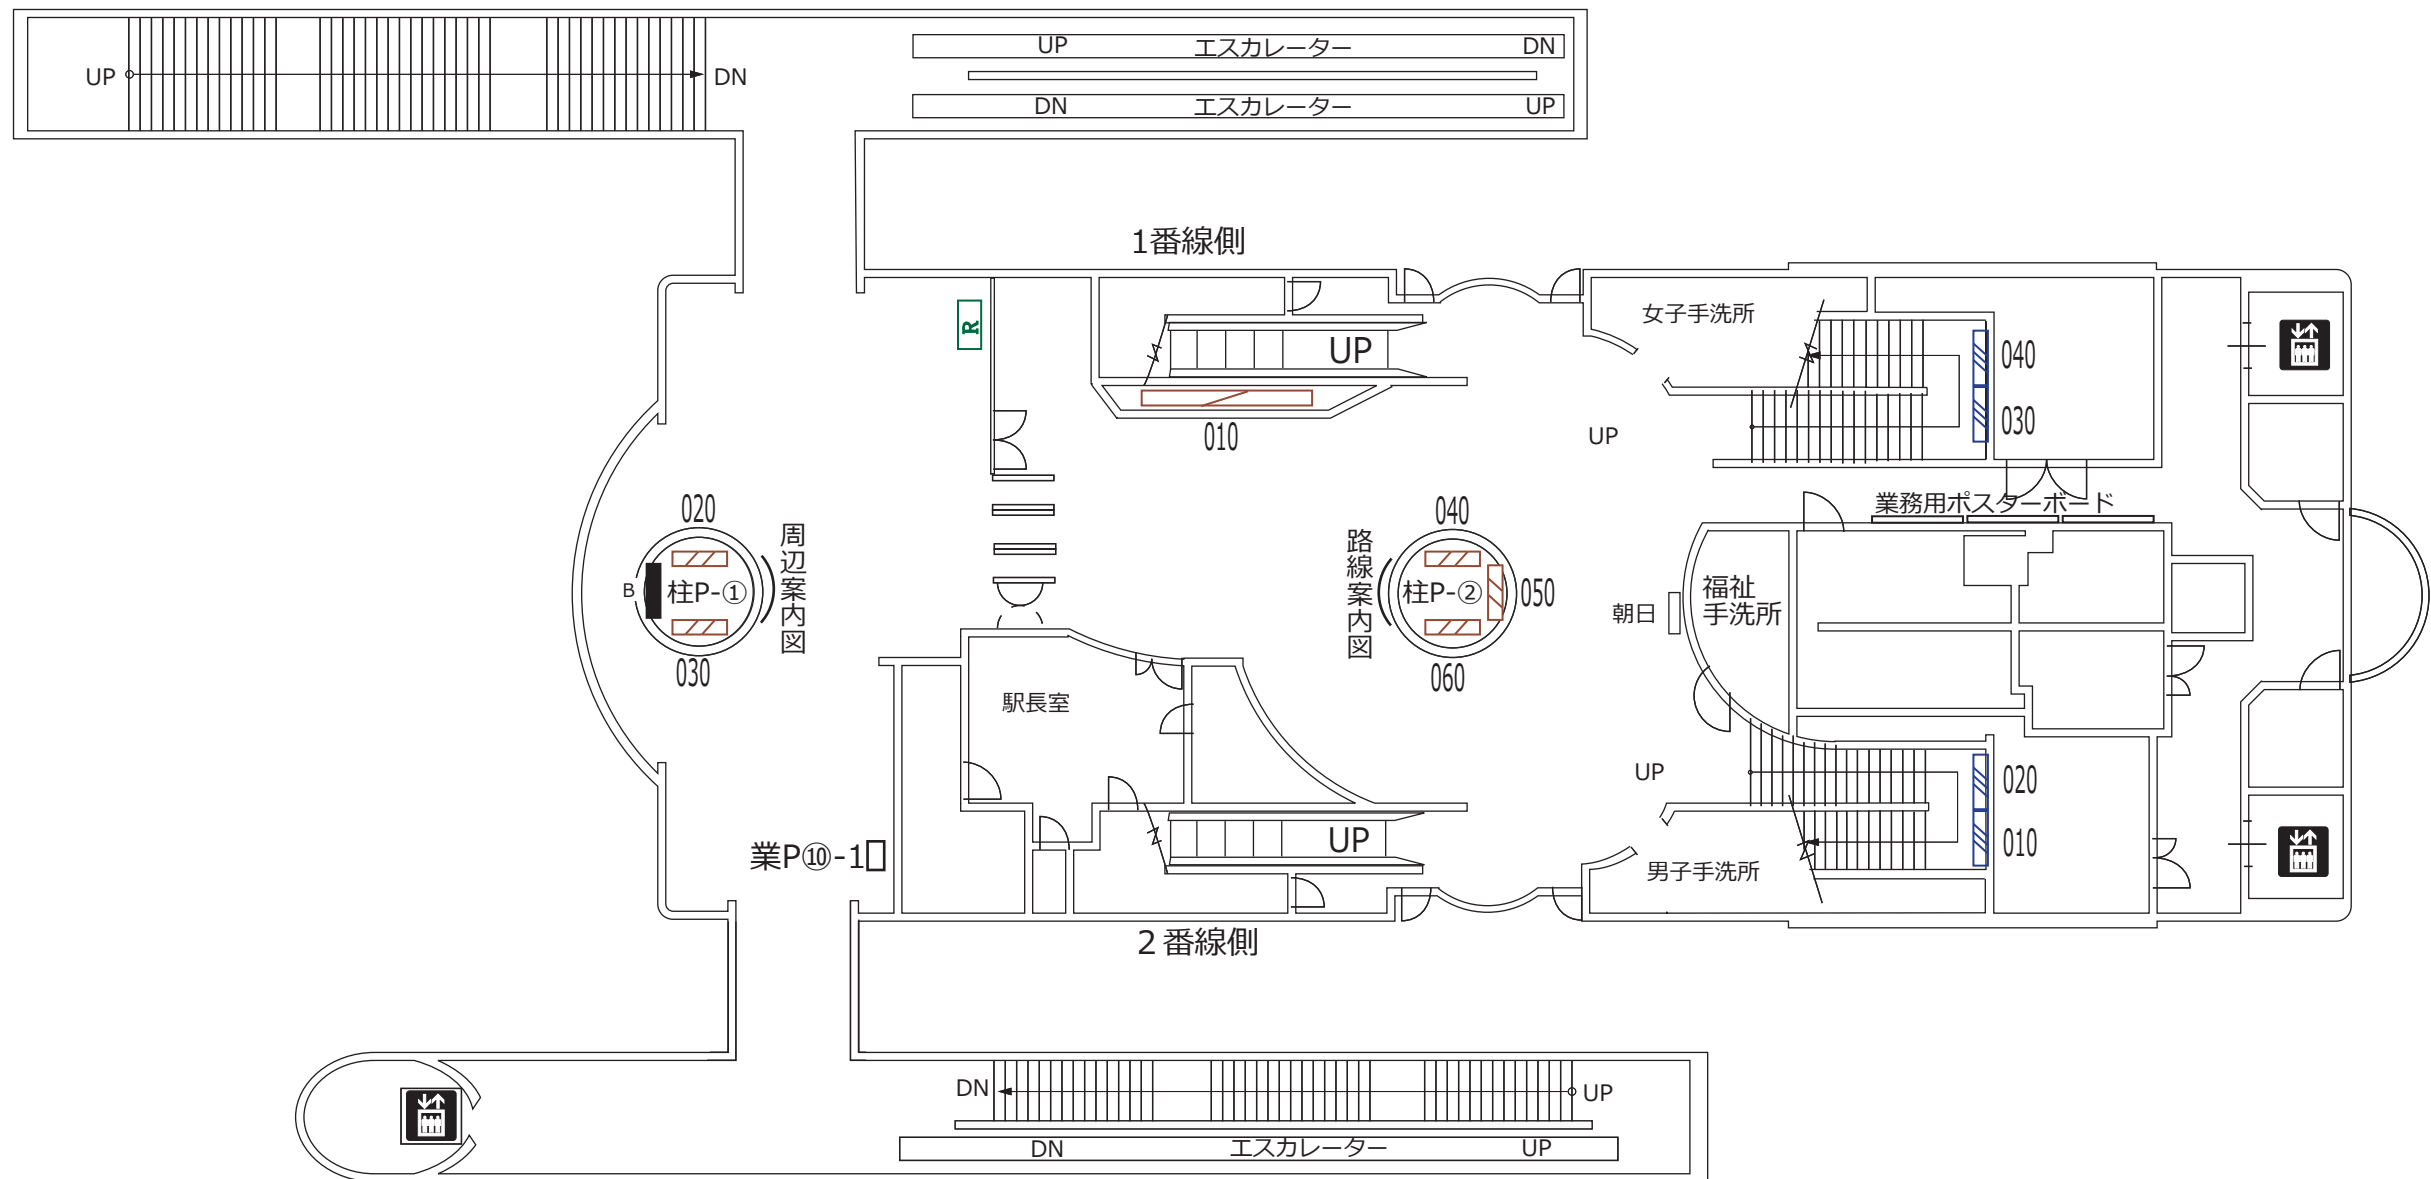 UP エスカレーター DN
UP DN
DN エスカレーター UP
1番線側
R
女子手洗所
UP
040
010
UP
030
業務用ポスターボード
020
040
周辺案内図
路線案内図
B
柱P-①
柱P-②
050
朝日
福祉
手洗所
030
060
駅長室
UP
020
業P⑩-1
UP
010
男子手洗所
2番線側
DN UP
DN エスカレーター UP